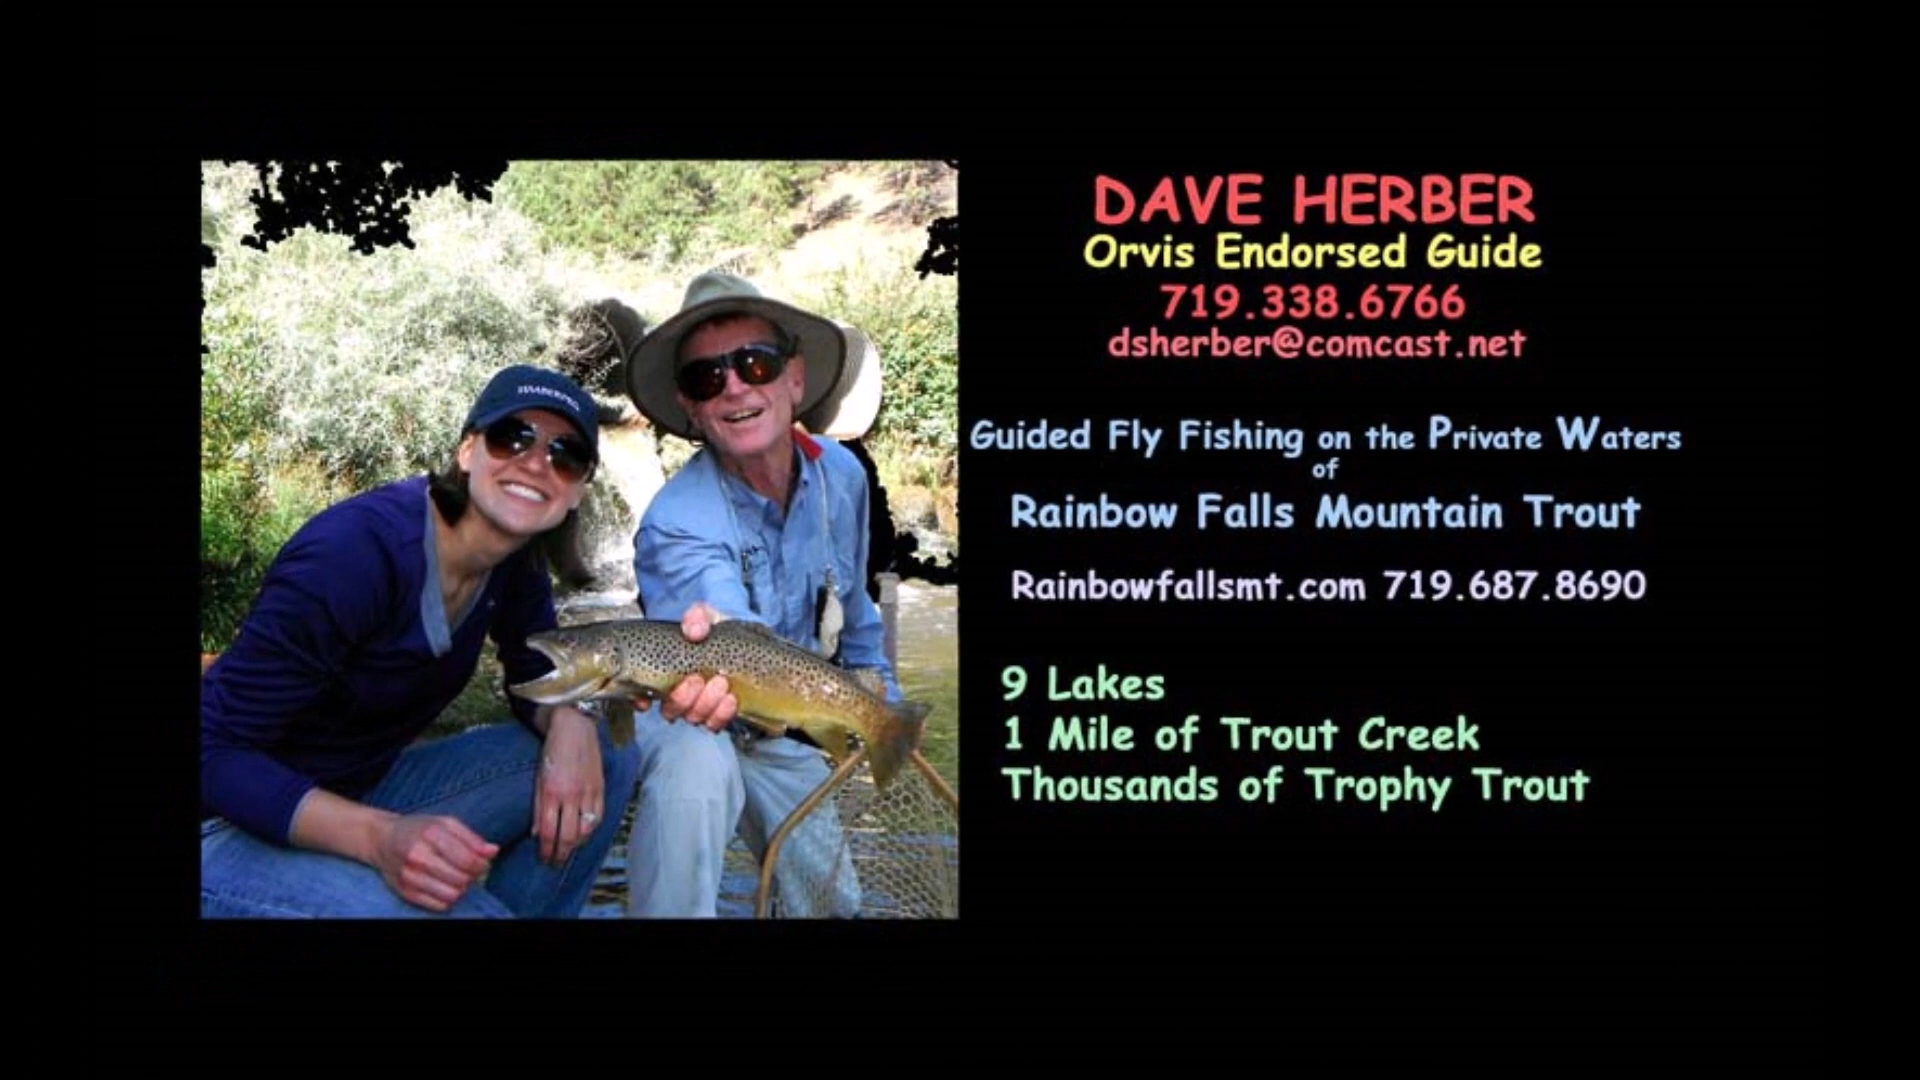 DAVE HERBER
Orvis Endorsed Guide
719.338.6766
dsherber@comcast.net
Guided Fly Fishing on the Private Waters
of
Rainbow Falls Mountain Trout
Rainbowfallsmt.com 719.687.8690
9 Lakes
1 Mile of Trout Creek
Thousands of Trophy Trout